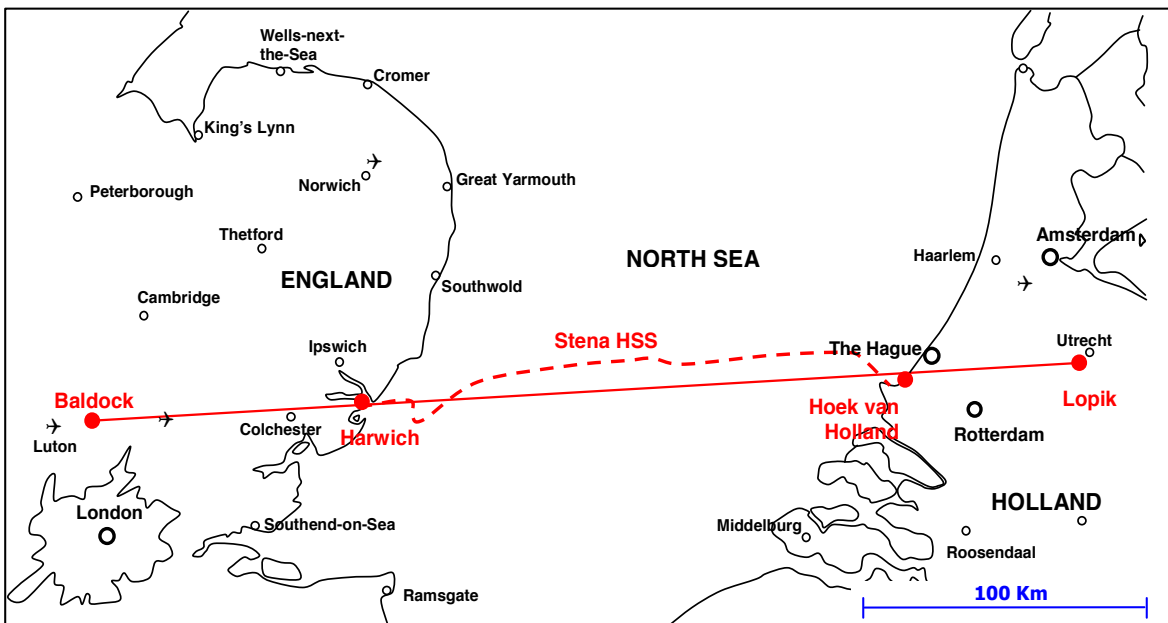 Wells-next-
the-Sea
Cromer
King's Lynn
Norwich
Great Yarmouth
Peterborough
Thetford
Haarlem
Amsterdam
NORTH SEA
ENGLAND
Southwold
Cambridge
Ipswich
Stena HSS
The Hague
Utrecht
Baldock
Lopik
Hoek van
Holland
Colchester
Harwich
Luton
Rotterdam
London
Southend-on-Sea
Middelburg
HOLLAND
Roosendaal
Ramsgate
100 Km